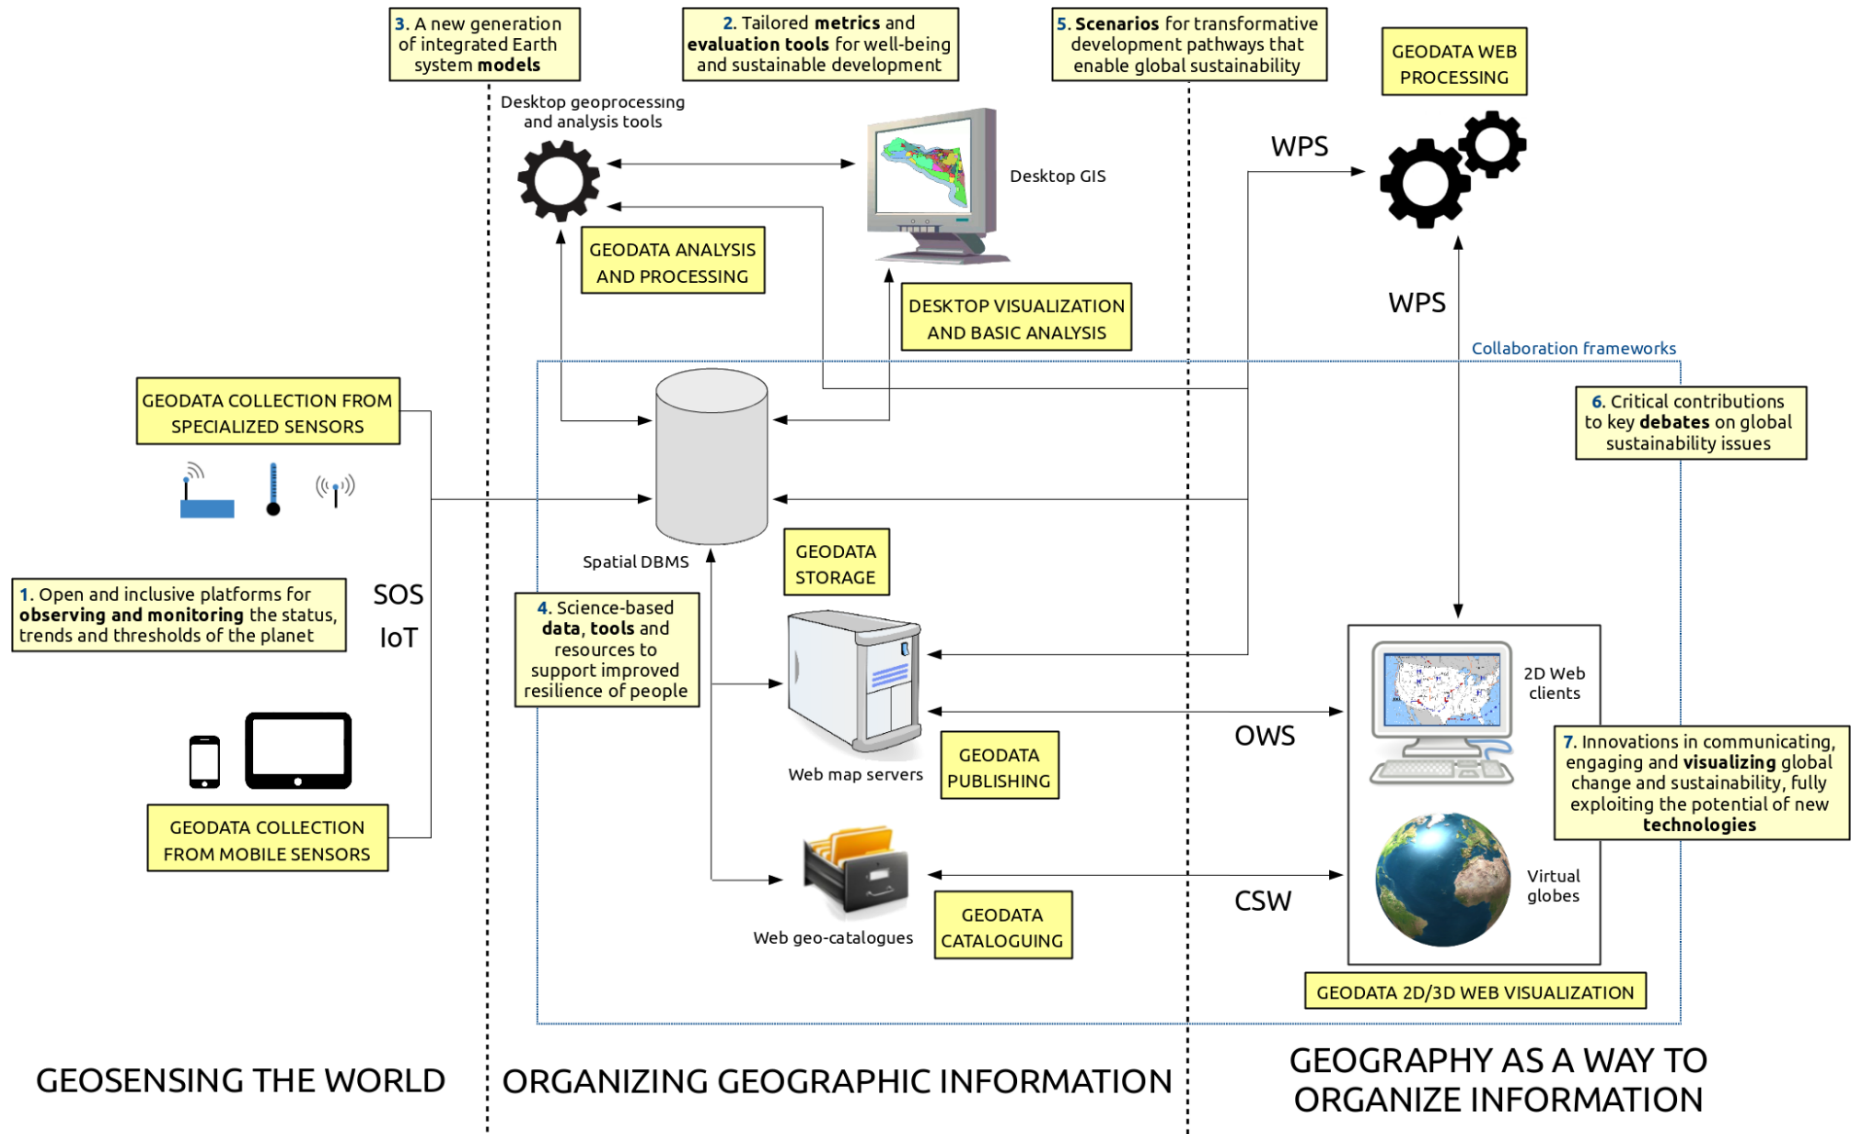 3. A new generation
of integrated Earth
system models
2. Tailored metrics and
evaluation tools for well-being
and sustainable development
5. Scenarios for transformative
development pathways that
enable global sustainability
GEODATA WEB
PROCESSING
Desktop geoprocessing
and analysis tools
Desktop GIS
WPS
GEODATA ANALYSIS
AND PROCESSING
DESKTOP VISUALIZATION
AND BASIC ANALYSIS
WPS
Collaboration frameworks
GEODATA COLLECTION FROM
SPECIALIZED SENSORS
6. Critical contributions
to key debates on global
sustainability issues
Spatial DBMS
GEODATA
STORAGE
1. Open and inclusive platforms for
observing and monitoring the status,
trends and thresholds of the planet
SOS
IoT
4. Science-based
data, tools and
resources to
support improved
resilience of people
2D Web
clients
OWS
Web map servers
GEODATA
PUBLISHING
7. Innovations in communicating,
engaging and visualizing global
change and sustainability, fully
exploiting the potential of new
technologies
GEODATA COLLECTION
FROM MOBILE SENSORS
Virtual
globes
CSW
Web geo-catalogues
GEODATA
CATALOGUING
GEODATA 2D/3D WEB VISUALIZATION
GEOSENSING THE WORLD
ORGANIZING GEOGRAPHIC INFORMATION
GEOGRAPHY AS A WAY TO
ORGANIZE INFORMATION